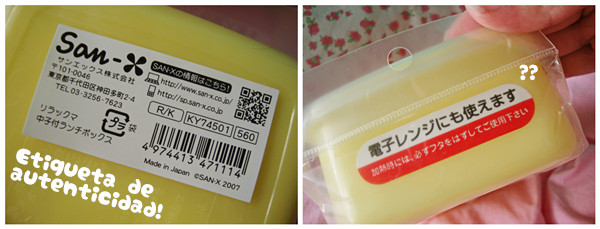 San-X
サンエックス株式会社
〒101-0046
東京都千代田区神田多町2-4
TEL 03-3256-7623
リラックマ
中子付ランチボックス
プラ 袋
SAN-Xの情報はこちら!
http://www.san-x.co.jp/
http://sp.san-x.co.jp/
R/K KY74501 560
4 974413 471114
Made in Japan ©SAN-X 2007
Etiqueta de
autenticidad!
??
電子レンジにも使えます
加熱時には、必ずフタをはずしてご使用下さい